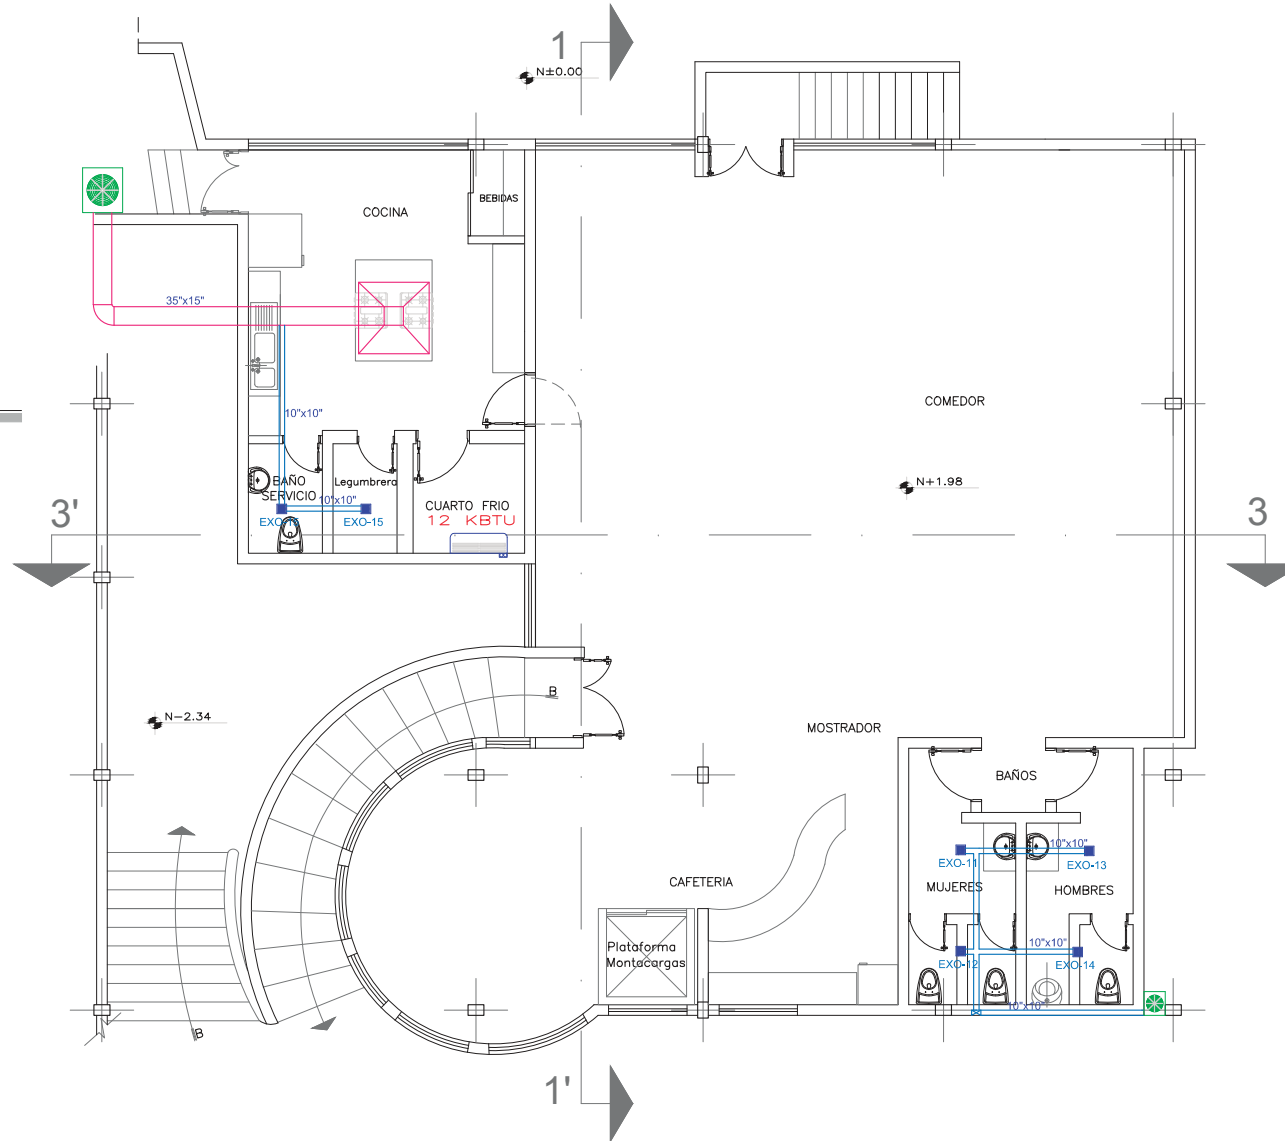 1
N±0.00
BEBIDAS
COCINA
35"x15"
COMEDOR
10"x10"
BAÑO
SERVICIO
Legumbrera
10"x10"
CUARTO FRIO
12 KBTU
EXO-15
N+1.98
3'
3
B
N-2.34
MOSTRADOR
BAÑOS
10"x10"
EXO-11
EXO-13
CAFETERIA
MUJERES
HOMBRES
10"x10"
Plataforma
Montacargas
EXO-12
EXO-14
10"x10"
B
1'